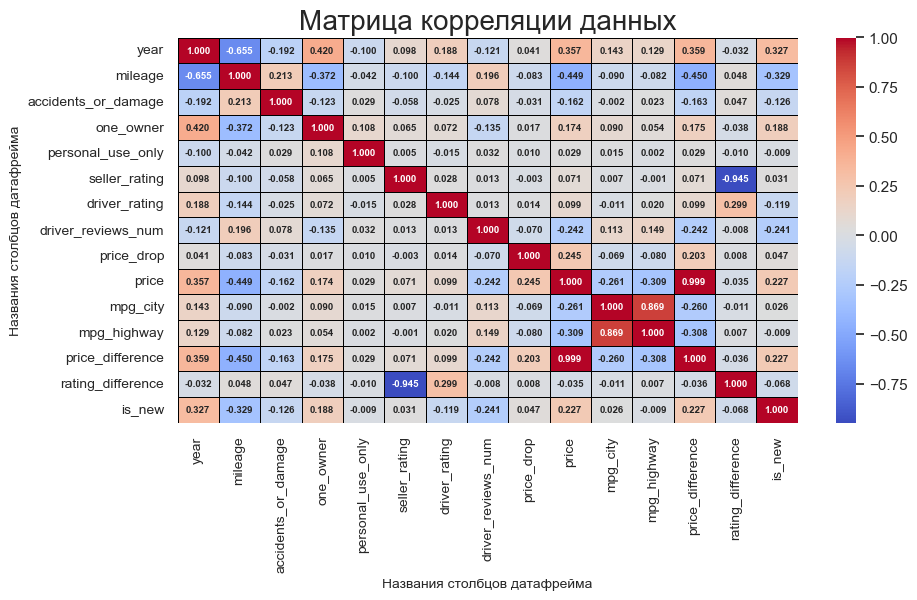 Матрица корреляции данных
Названия столбцов датафрейма
year 1.000 -0.655 -0.192 0.420 -0.100 0.098 0.188 -0.121 0.041 0.357 0.143 0.129 0.359 -0.032 0.327
mileage -0.655 1.000 0.213 -0.372 -0.042 -0.100 -0.144 0.196 -0.083 -0.449 -0.090 -0.082 -0.450 0.048 -0.329
accidents_or_damage -0.192 0.213 1.000 -0.123 0.029 -0.058 -0.025 0.078 -0.031 -0.162 -0.002 0.023 -0.163 0.047 -0.126
one_owner 0.420 -0.372 -0.123 1.000 0.108 0.065 0.072 -0.135 0.017 0.174 0.090 0.054 0.175 -0.038 0.188
personal_use_only -0.100 -0.042 0.029 0.108 1.000 0.005 -0.015 0.032 0.010 0.029 0.015 0.002 0.029 -0.010 -0.009
seller_rating 0.098 -0.100 -0.058 0.065 0.005 1.000 0.028 0.013 -0.003 0.071 0.007 -0.001 0.071 -0.945 0.031
driver_rating 0.188 -0.144 -0.025 0.072 -0.015 0.028 1.000 0.013 0.014 0.099 -0.011 0.020 0.099 0.299 -0.119
driver_reviews_num -0.121 0.196 0.078 -0.135 0.032 0.013 0.013 1.000 -0.070 -0.242 0.113 0.149 -0.242 -0.008 -0.241
price_drop 0.041 -0.083 -0.031 0.017 0.010 -0.003 0.014 -0.070 1.000 0.245 -0.069 -0.080 0.203 0.008 0.047
price 0.357 -0.449 -0.162 0.174 0.029 0.071 0.099 -0.242 0.245 1.000 -0.261 -0.309 0.999 -0.035 0.227
mpg_city 0.143 -0.090 -0.002 0.090 0.015 0.007 -0.011 0.113 -0.069 -0.261 1.000 0.869 -0.260 -0.011 0.026
mpg_highway 0.129 -0.082 0.023 0.054 0.002 -0.001 0.020 0.149 -0.080 -0.309 0.869 1.000 -0.308 0.007 -0.009
price_difference 0.359 -0.450 -0.163 0.175 0.029 0.071 0.099 -0.242 0.203 0.999 -0.260 -0.308 1.000 -0.036 0.227
rating_difference -0.032 0.048 0.047 -0.038 -0.010 -0.945 0.299 -0.008 0.008 -0.035 -0.011 0.007 -0.036 1.000 -0.068
is_new 0.327 -0.329 -0.126 0.188 -0.009 0.031 -0.119 -0.241 0.047 0.227 0.026 -0.009 0.227 -0.068 1.000
year
mileage
accidents_or_damage
one_owner
personal_use_only
seller_rating
driver_rating
driver_reviews_num
price_drop
price
mpg_city
mpg_highway
price_difference
rating_difference
is_new
Названия столбцов датафрейма
1.00
0.75
0.50
0.25
0.00
−0.25
−0.50
−0.75